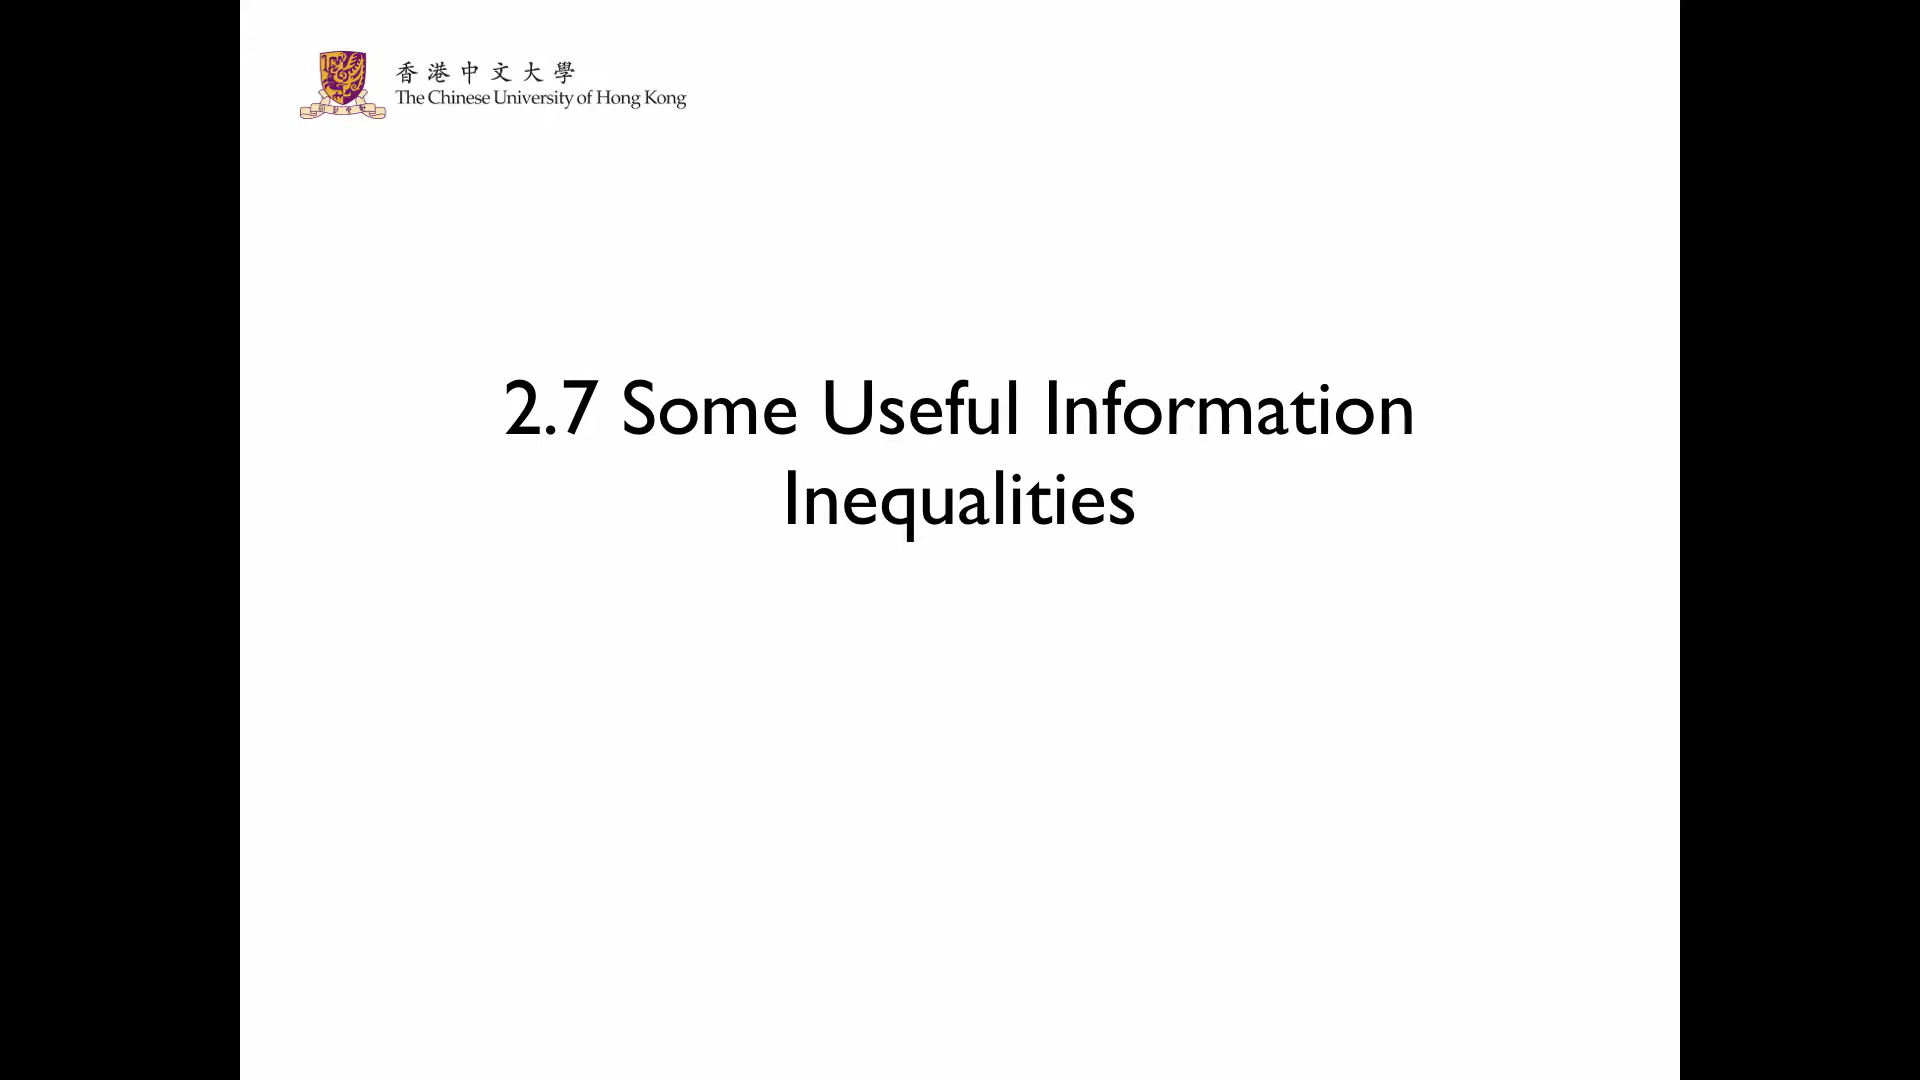 香港中文大學
The Chinese University of Hong Kong
2.7 Some Useful Information
Inequalities